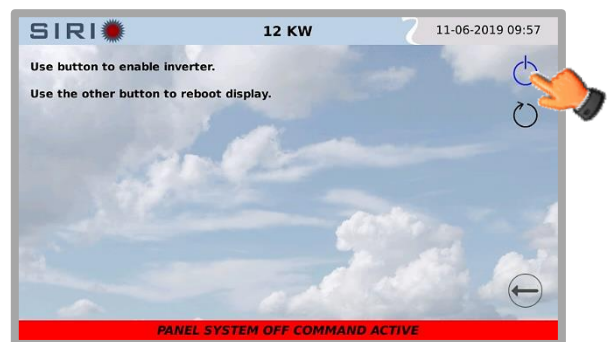 SIRI
12 KW
11-06-2019 09:57
Use button to enable inverter.
Use the other button to reboot display.
PANEL SYSTEM OFF COMMAND ACTIVE